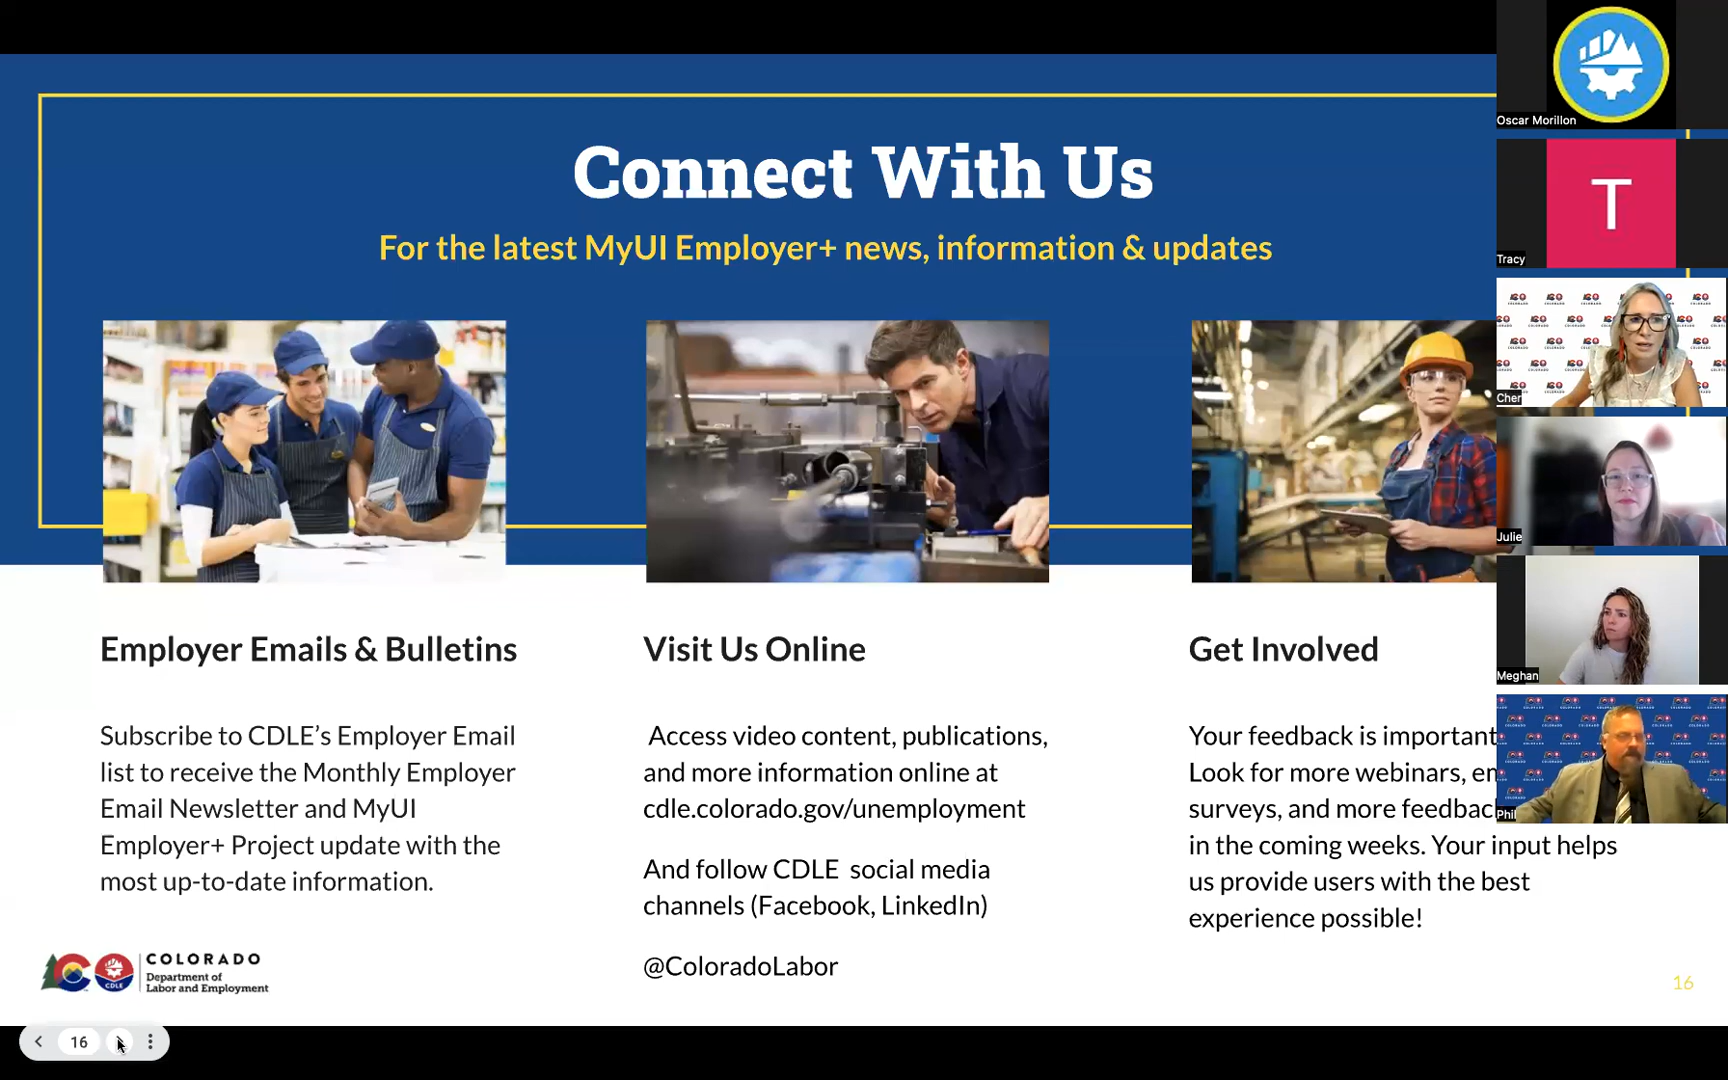 Connect With Us
For the latest MyUI Employer+ news, information & updates
Employer Emails & Bulletins
Subscribe to CDLE's Employer Email
list to receive the Monthly Employer
Email Newsletter and MyUI
Employer+ Project update with the
most up-to-date information.
Visit Us Online
Access video content, publications,
and more information online at
cdle.colorado.gov/unemployment
And follow CDLE social media
channels (Facebook, LinkedIn)
@ColoradoLabor
Get Involved
Your feedback is important
Look for more webinars,
surveys, and more
in the coming weeks. Your input helps
us provide users with the best
experience possible!
COLORADO
Department of
Labor and Employment
CDLE
16
16
Oscar Morillon
T
Tracy
Cher
Julie
Meghan
Phil